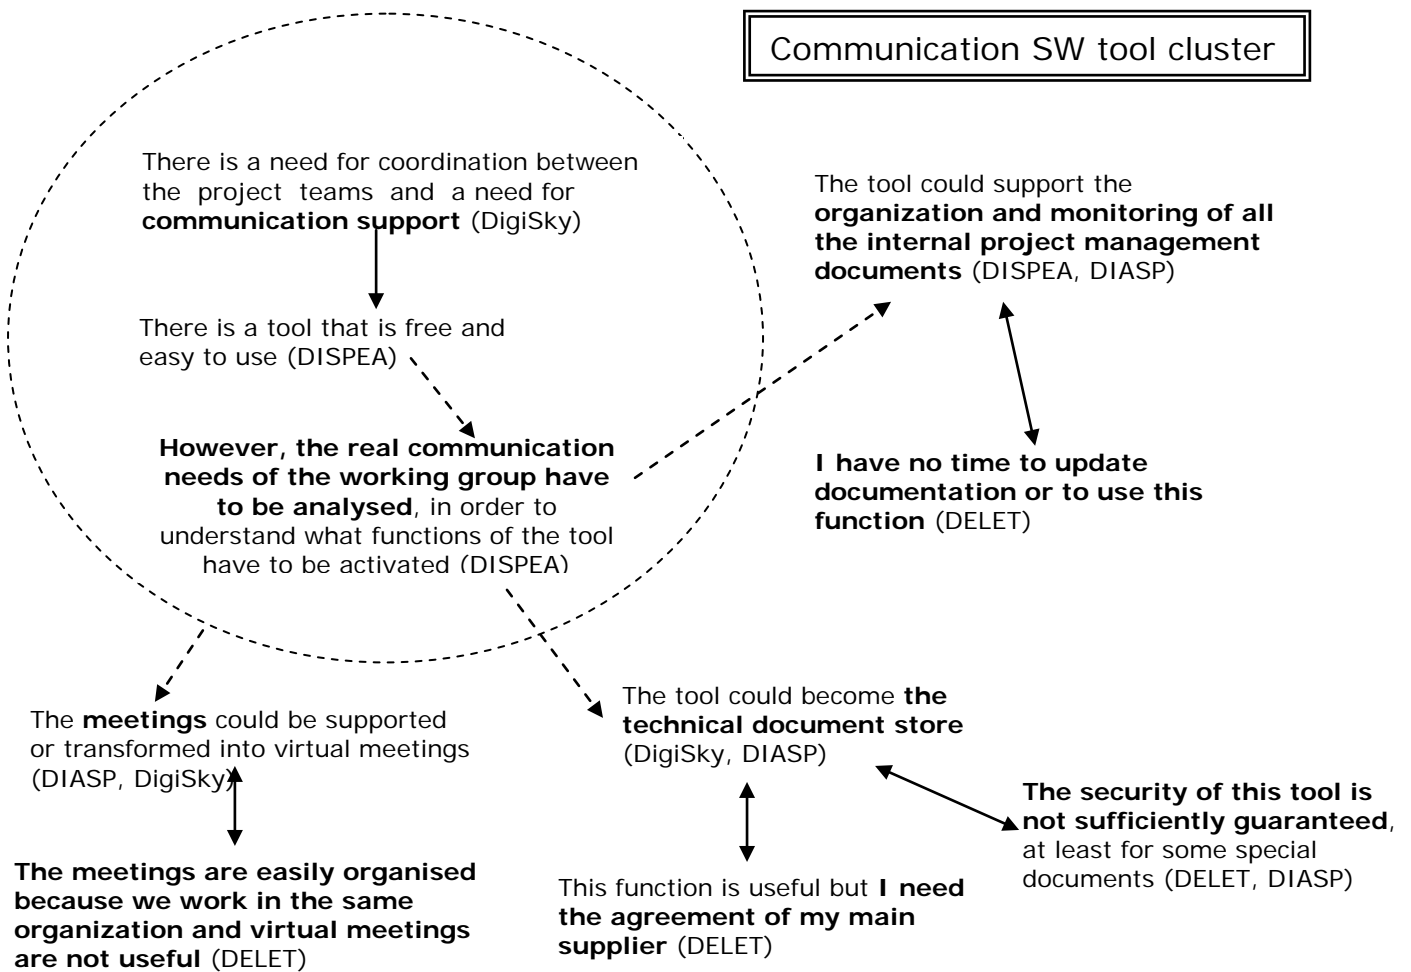 Communication SW tool cluster
There is a need for coordination between
the project teams and a need for
communication support (DigiSky)
There is a tool that is free and
easy to use (DISPEA)
However, the real communication
needs of the working group have
to be analysed, in order to
understand what functions of the tool
have to be activated (DISPEA)
The tool could support the
organization and monitoring of all
the internal project management
documents (DISPEA, DIASP)
I have no time to update
documentation or to use this
function (DELET)
The meetings could be supported
or transformed into virtual meetings
(DIASP, DigiSky)
The meetings are easily organised
because we work in the same
organization and virtual meetings
are not useful (DELET)
The tool could become the
technical document store
(DigiSky, DIASP)
This function is useful but I need
the agreement of my main
supplier (DELET)
The security of this tool is
not sufficiently guaranteed,
at least for some special
documents (DELET, DIASP)